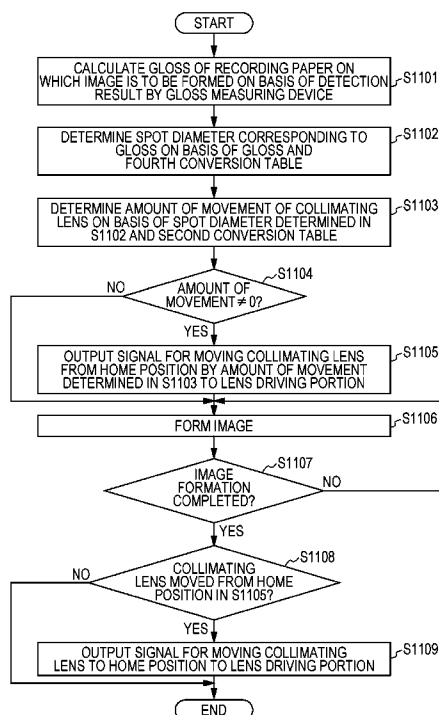 START
CALCULATE GLOSS OF RECORDING PAPER ON
WHICH IMAGE IS TO BE FORMED ON BASIS OF DETECTION
RESULT BY GLOSS MEASURING DEVICE
S1101
DETERMINE SPOT DIAMETER CORRESPONDING TO
GLOSS ON BASIS OF GLOSS AND
FOURTH CONVERSION TABLE
S1102
DETERMINE AMOUNT OF MOVEMENT OF COLLIMATING
LENS ON BASIS OF SPOT DIAMETER DETERMINED IN
S1102 AND SECOND CONVERSION TABLE
S1103
S1104
AMOUNT OF
MOVEMENT ≠ 0?
NO
YES
OUTPUT SIGNAL FOR MOVING COLLIMATING LENS
FROM HOME POSITION BY AMOUNT OF MOVEMENT
DETERMINED IN S1103 TO LENS DRIVING PORTION
S1105
FORM IMAGE
S1106
S1107
IMAGE
FORMATION
COMPLETED?
NO
YES
S1108
COLLIMATING
LENS MOVED FROM HOME
POSITION IN S1105?
NO
YES
OUTPUT SIGNAL FOR MOVING COLLIMATING
LENS TO HOME POSITION TO LENS DRIVING PORTION
S1109
END